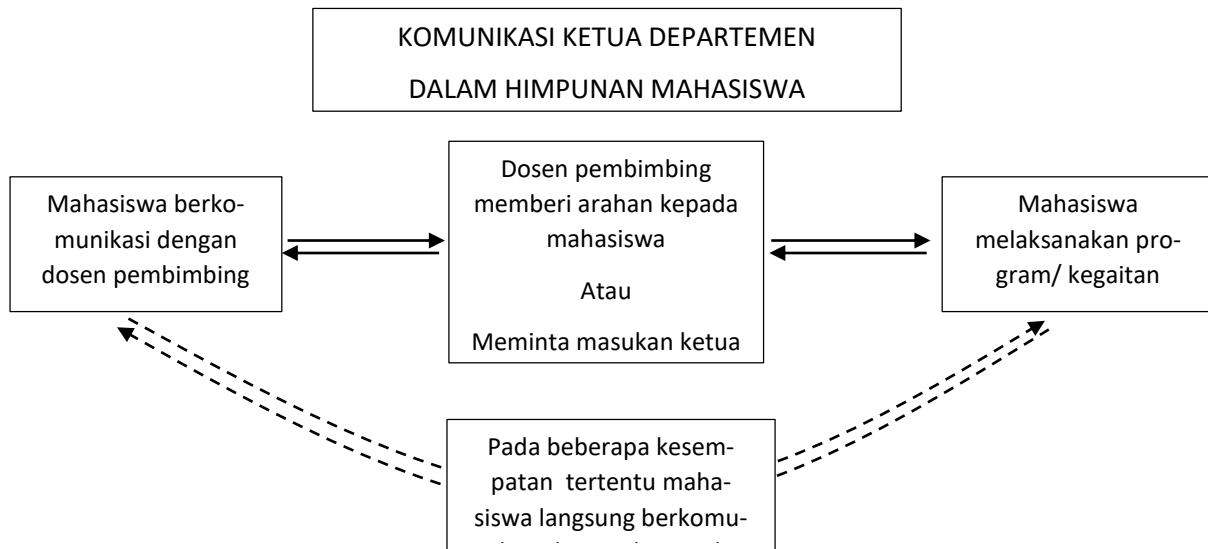 KOMUNIKASI KETUA DEPARTEMEN
DALAM HIMPUNAN MAHASISWA
Mahasiswa berko-
munikasi dengan
dosen pembimbing
Dosen pembimbing
memberi arahan kepada
mahasiswa
Atau
Meminta masukan ketua
Mahasiswa
melaksanakan pro-
gram/ kegaitan
Pada beberapa kesem-
patan tertentu maha-
siswa langsung berkomu-